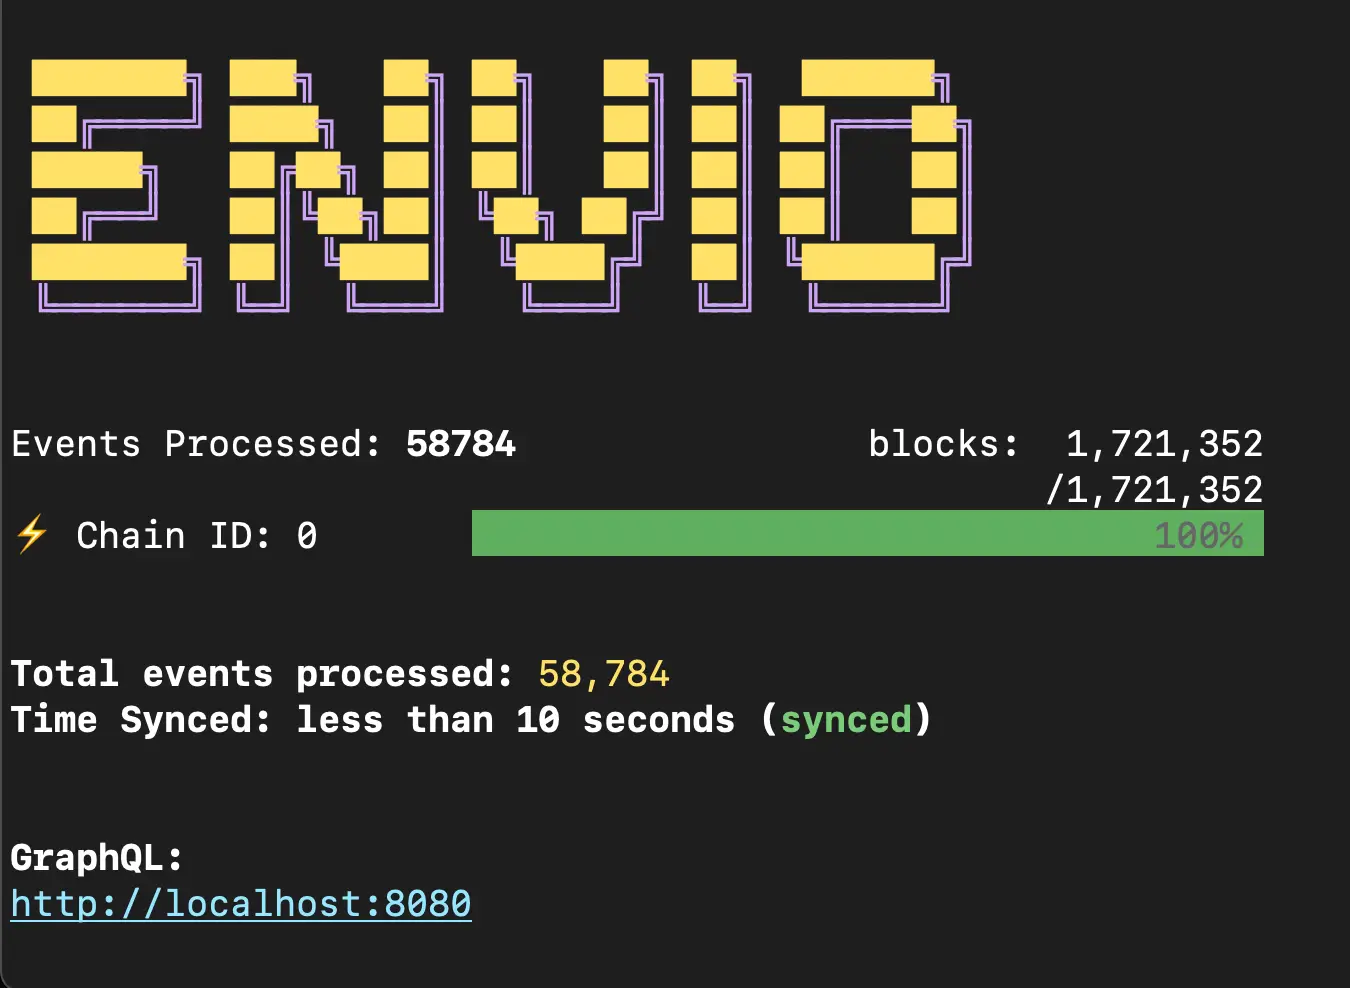 ENVIO
Events Processed: 58784 blocks: 1,721,352
/1,721,352
⚡ Chain ID: 0 100%
Total events processed: 58,784
Time Synced: less than 10 seconds (synced)
GraphQL:
http://localhost:8080